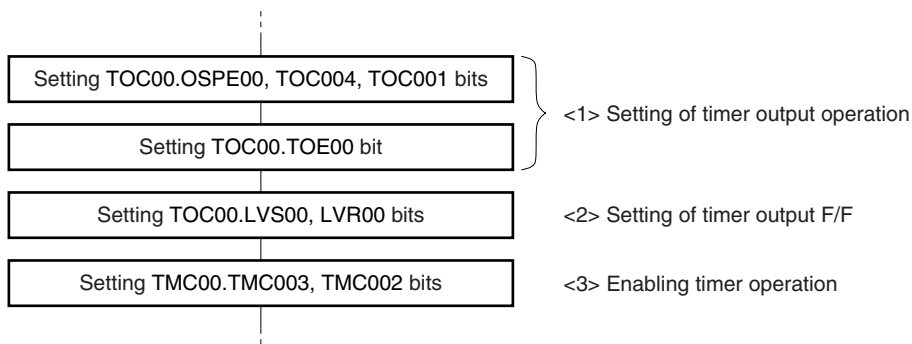 Setting TOC00.OSPE00, TOC004, TOC001 bits
<1> Setting of timer output operation
Setting TOC00.TOE00 bit
Setting TOC00.LVS00, LVR00 bits
<2> Setting of timer output F/F
Setting TMC00.TMC003, TMC002 bits
<3> Enabling timer operation